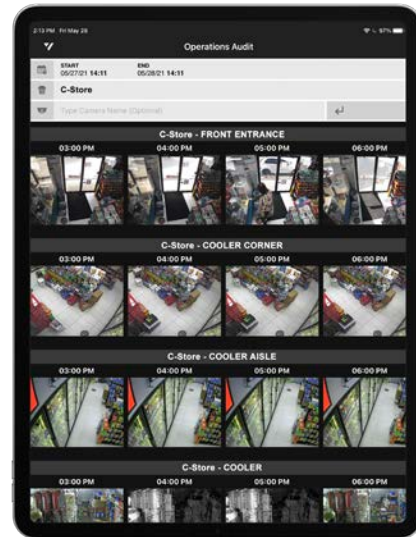 2:13 PM Fri May 28
97%
Operations Audit
START
05/27/21 14:11
END
05/28/21 14:11
C-Store
Type Camera Name (Optional)
C-Store - FRONT ENTRANCE
03:00 PM 04:00 PM 05:00 PM 06:00 PM
C-Store - COOLER CORNER
03:00 PM 04:00 PM 05:00 PM 06:00 PM
C-Store - COOLER AISLE
03:00 PM 04:00 PM 05:00 PM 06:00 PM
C-Store - COOLER
03:00 PM 04:00 PM 05:00 PM 06:00 PM